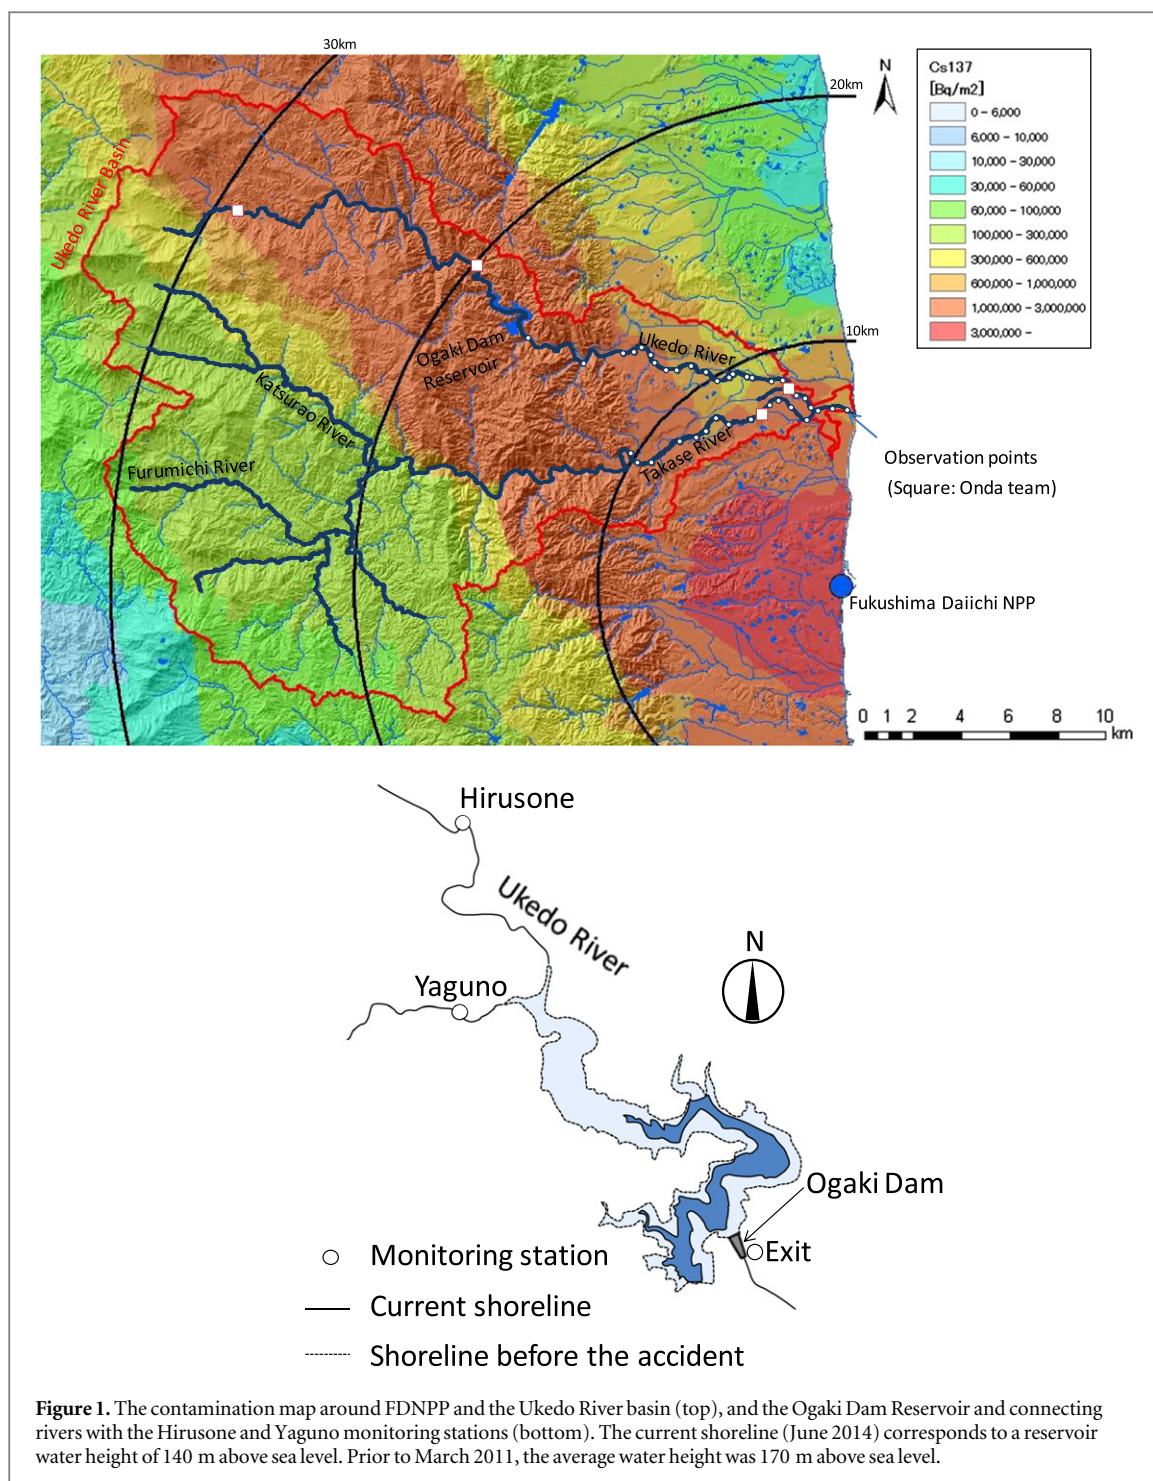 30km
20km
N
Cs137
[Bq/m2]
0 – 6,000
6,000 – 10,000
10,000 – 30,000
30,000 – 60,000
60,000 – 100,000
100,000 – 300,000
300,000 – 600,000
600,000 – 1,000,000
1,000,000 – 3,000,000
3,000,000 –
Ukedo River Basin
10km
Ogaki Dam
Reservoir
Ukedo River
Katsurao River
Furumichi River
Takase River
Observation points
(Square: Onda team)
Fukushima Daiichi NPP
0 1 2 4 6 8 10
km
Hirusone
Ukedo River
Yaguno
N
Ogaki Dam
Exit
Monitoring station
Current shoreline
Shoreline before the accident
Figure 1. The contamination map around FDNPP and the Ukedo River basin (top), and the Ogaki Dam Reservoir and connecting
rivers with the Hirusone and Yaguno monitoring stations (bottom). The current shoreline (June 2014) corresponds to a reservoir
water height of 140 m above sea level. Prior to March 2011, the average water height was 170 m above sea level.